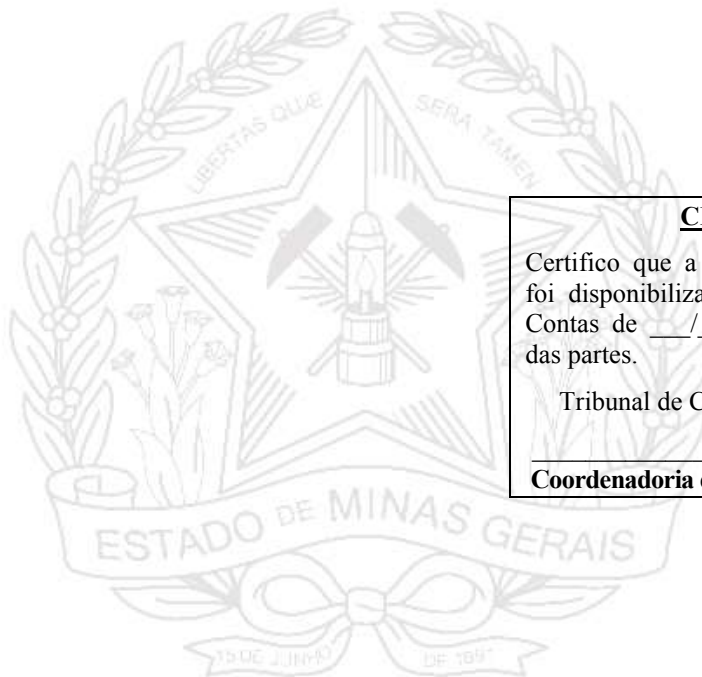 LIBERTAS QUÆ SERA TAMEN
Certifico que a
foi disponibiliza
Contas de ___/_
das partes.
Tribunal de C
Coordenadoria
ESTADO DE MINAS GERAIS
15 DE JUNHO DE 1891